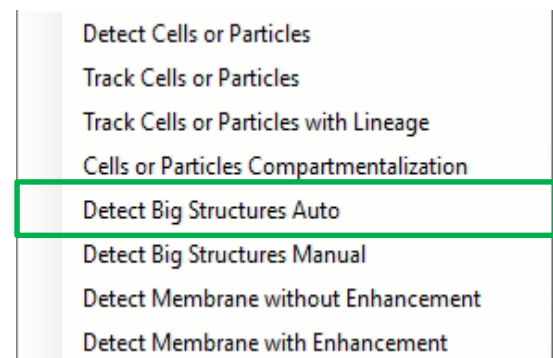 Detect Cells or Particles
Track Cells or Particles
Track Cells or Particles with Lineage
Cells or Particles Compartmentalization
Detect Big Structures Auto
Detect Big Structures Manual
Detect Membrane without Enhancement
Detect Membrane with Enhancement